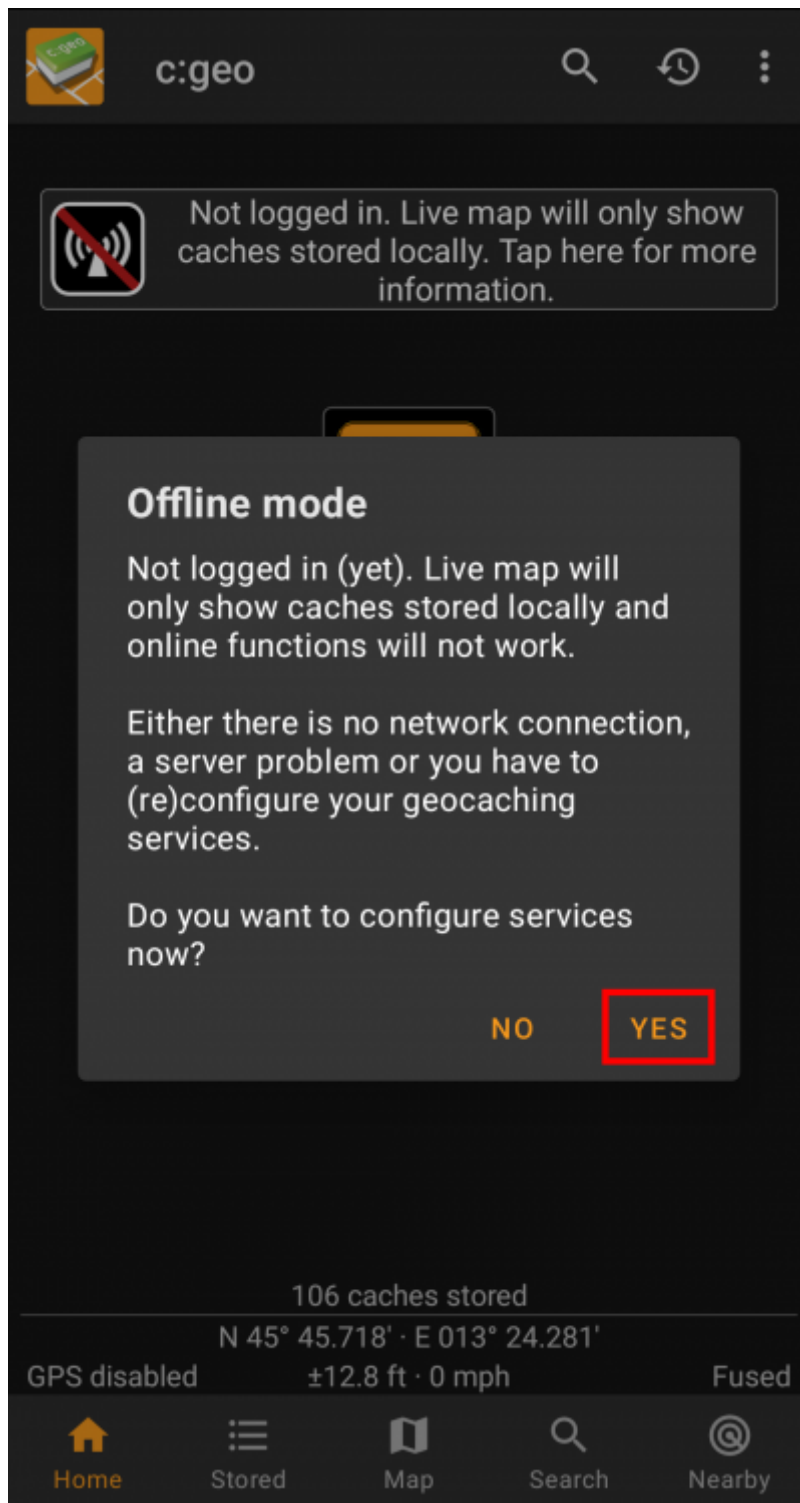 c:geo
c:geo
Not logged in. Live map will only show
caches stored locally. Tap here for more
information.
Offline mode
Not logged in (yet). Live map will
only show caches stored locally and
online functions will not work.
Either there is no network connection,
a server problem or you have to
(re)configure your geocaching
services.
Do you want to configure services
now?
NO YES
106 caches stored
N 45° 45.718' · E 013° 24.281'
GPS disabled ±12.8 ft · 0 mph Fused
Home Stored Map Search Nearby